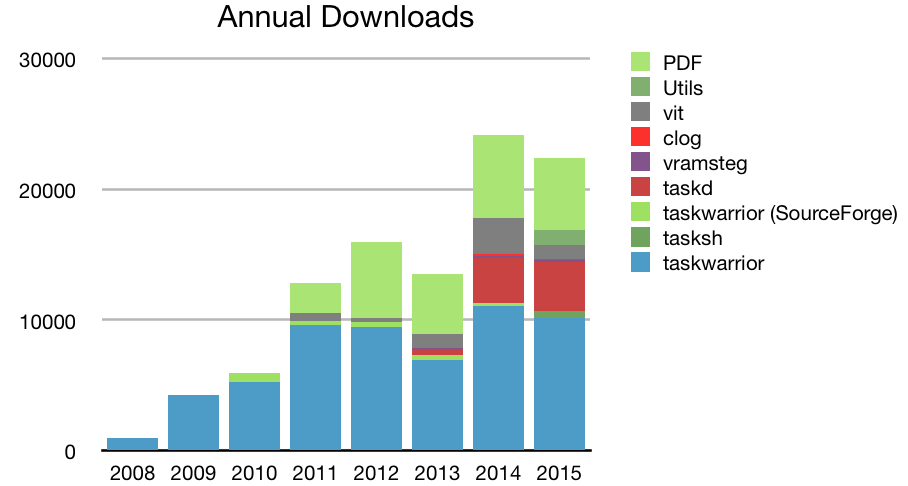 Annual Downloads
30000
20000
10000
0
2008 2009 2010 2011 2012 2013 2014 2015
PDF
Utils
vit
clog
vramsteg
taskd
taskwarrior (SourceForge)
tasksh
taskwarrior